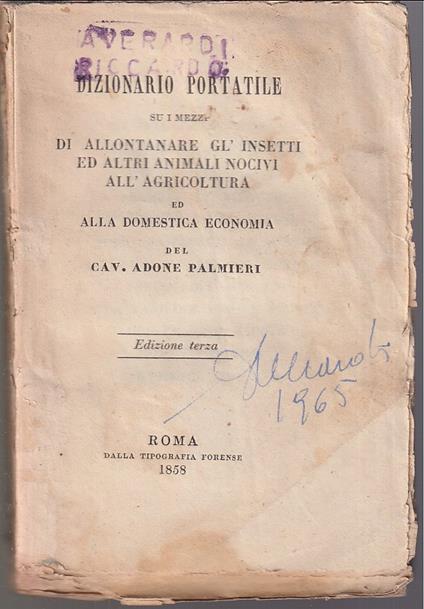 AVERARDI
RICCARDO
DIZIONARIO PORTATILE
SU I MEZZI
DI ALLONTANARE GL' INSETTI
ED ALTRI ANIMALI NOCIVI
ALL'AGRICOLTURA
ED
ALLA DOMESTICA ECONOMIA
DEL
CAV. ADONE PALMIERI
Edizione terza
1965
ROMA
DALLA TIPOGRAFIA FORENSE
1858